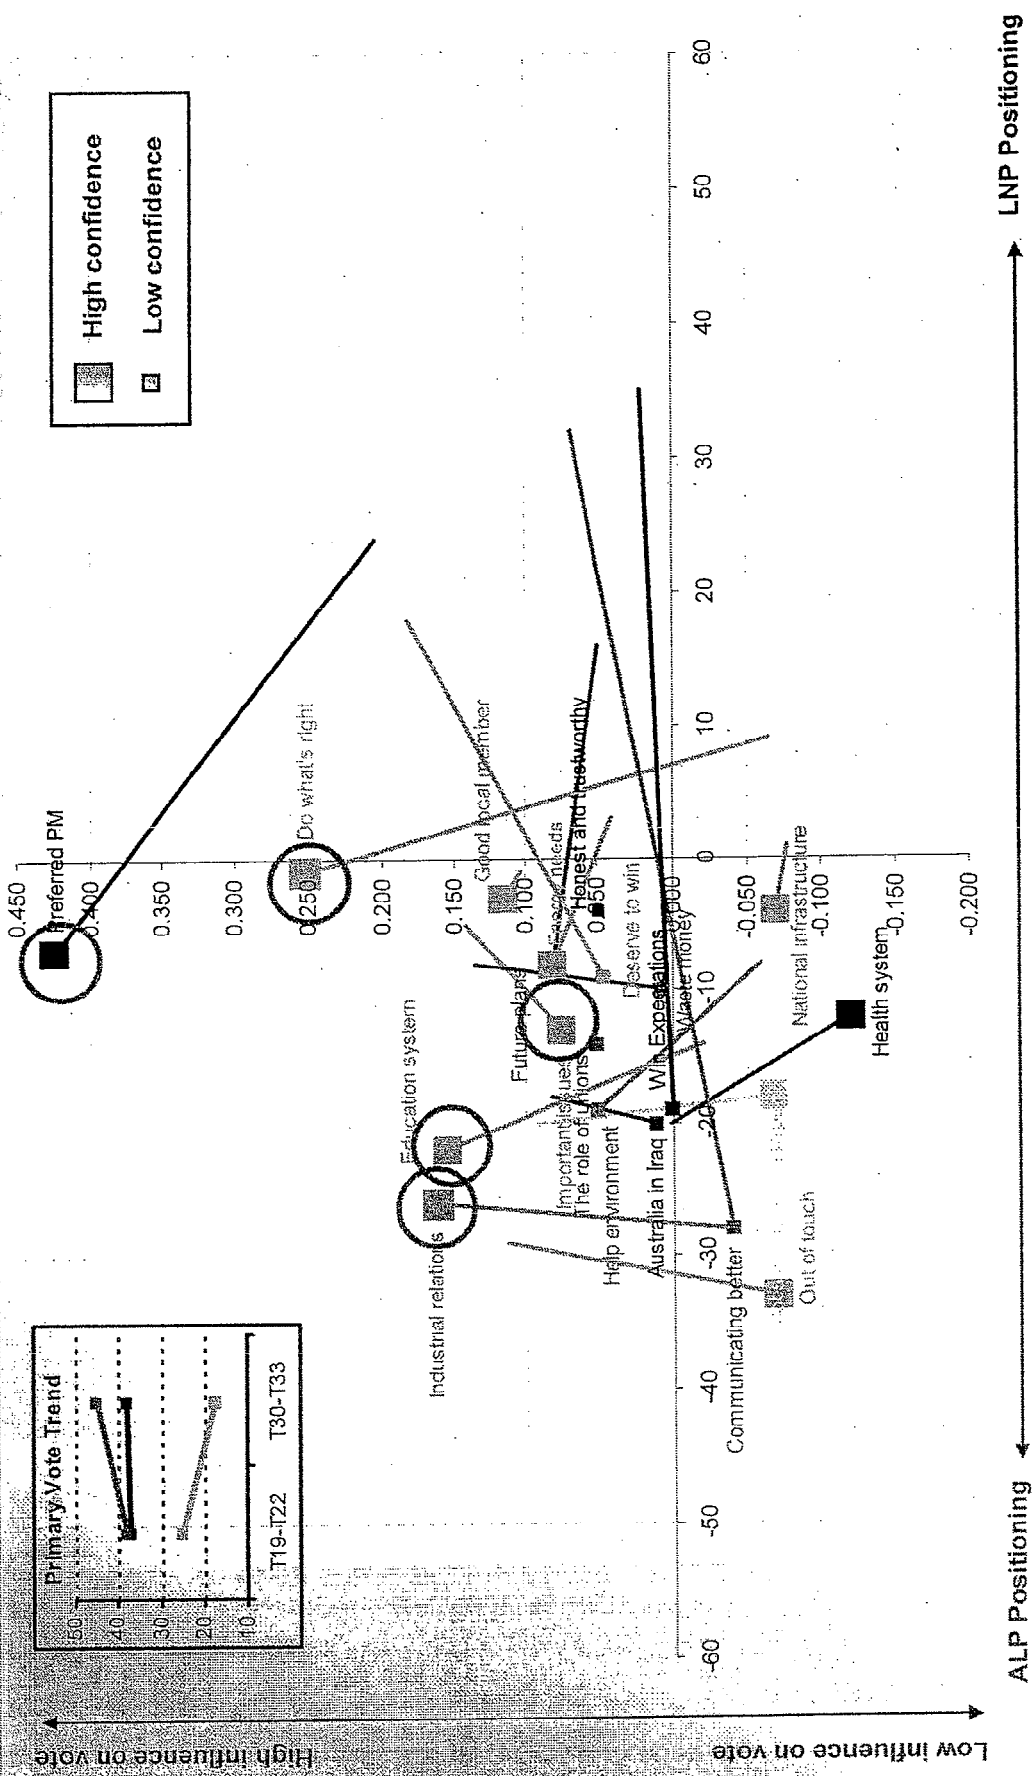 Primary Vote Trend
50
40
30
20
10
T19-T22
T30-T33
High confidence
Low confidence
High influence on vote
Low influence on vote
0.450
0.400
0.350
0.300
0.250
0.200
0.150
0.100
0.050
0.000
-0.050
-0.100
-0.150
-0.200
-60
-50
-40
-30
-20
-10
0
10
20
30
40
50
60
Preferred PM
Do what's right
Good local member
Honest and trustworthy
Deserve to win
Education system
Industrial relations
Future plans
Important issues
The role of unions
Help environment
Australia in Iraq
Win Expectations
Waste money
National infrastructure
Health system
Communicating better
Out of touch
ALP Positioning
LNP Positioning